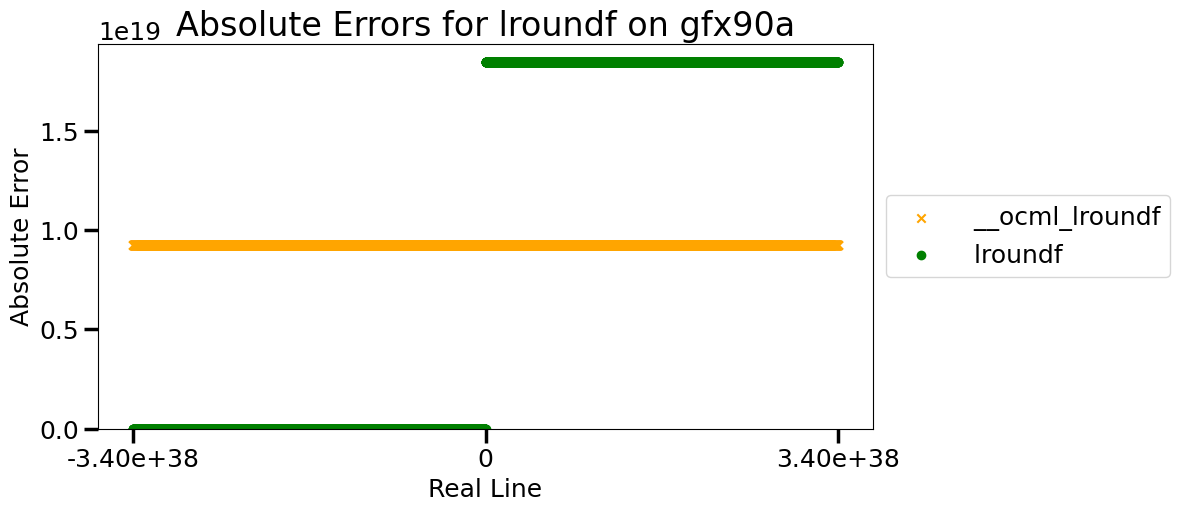 Absolute Errors for lroundf on gfx90a
1e19
Absolute Error
1.5
1.0
0.5
0.0
-3.40e+38
0
3.40e+38
Real Line
__ocml_lroundf
lroundf